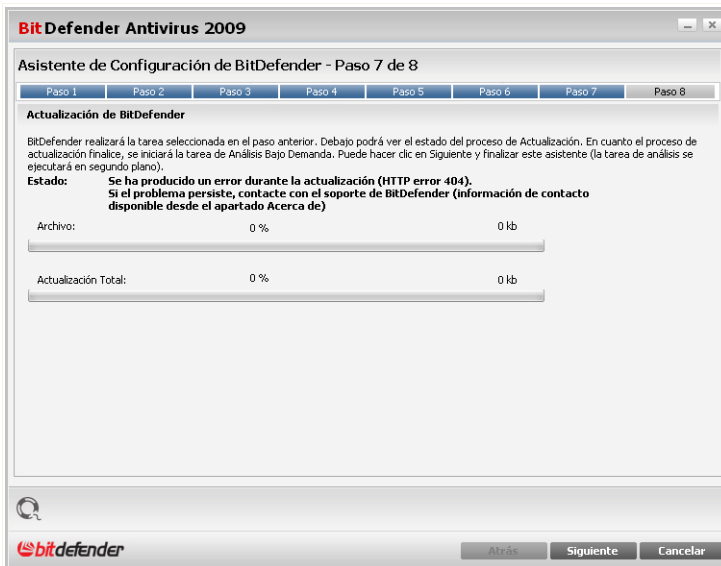 BitDefender Antivirus 2009
Asistente de Configuración de BitDefender - Paso 7 de 8
Paso 1 Paso 2 Paso 3 Paso 4 Paso 5 Paso 6 Paso 7 Paso 8
Actualización de BitDefender
BitDefender realizará la tarea seleccionada en el paso anterior. Debajo podrá ver el estado del proceso de Actualización. En cuanto el proceso de
actualización finalice, se iniciará la tarea de Análisis Bajo Demanda. Puede hacer clic en Siguiente y finalizar este asistente (la tarea de análisis se
ejecutará en segundo plano).
Estado: Se ha producido un error durante la actualización (HTTP error 404).
Si el problema persiste, contacte con el soporte de BitDefender (información de contacto
disponible desde el apartado Acerca de)
Archivo: 0 % 0 kb
Actualización Total: 0 % 0 kb
bitdefender Atrás Siguiente Cancelar